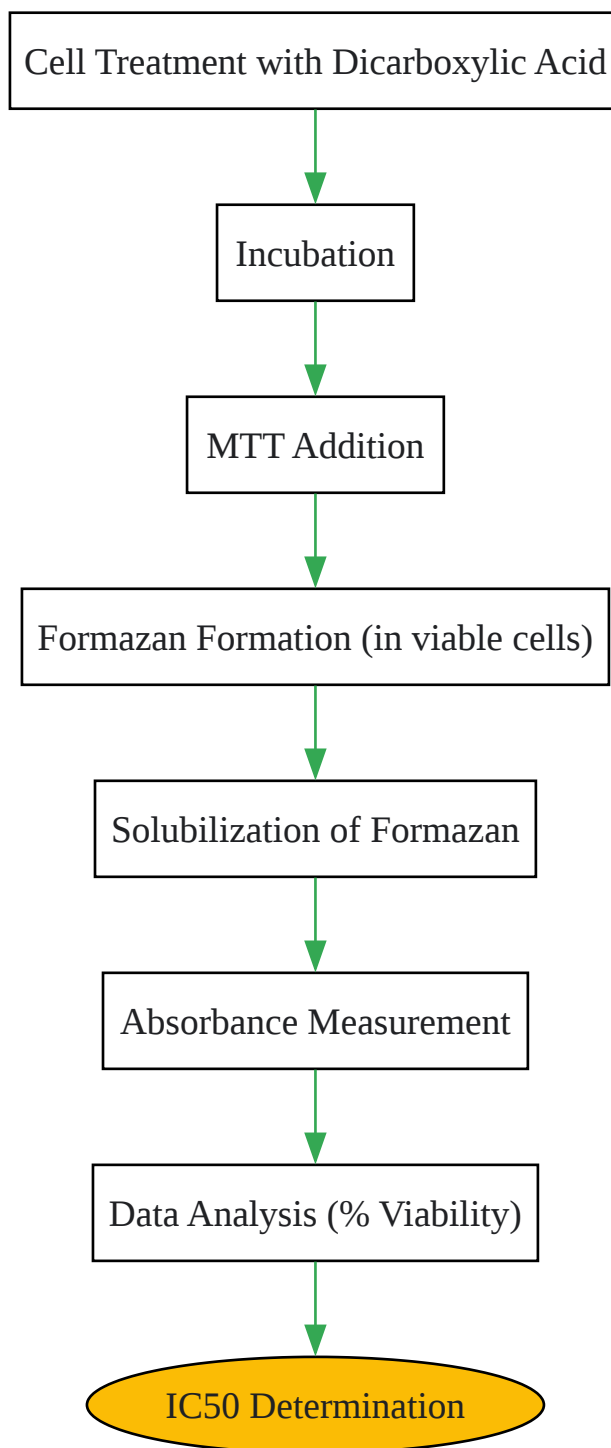 Cell Treatment with Dicarboxylic Acid
Incubation
MTT Addition
Formazan Formation (in viable cells)
Solubilization of Formazan
Absorbance Measurement
Data Analysis (% Viability)
IC50 Determination